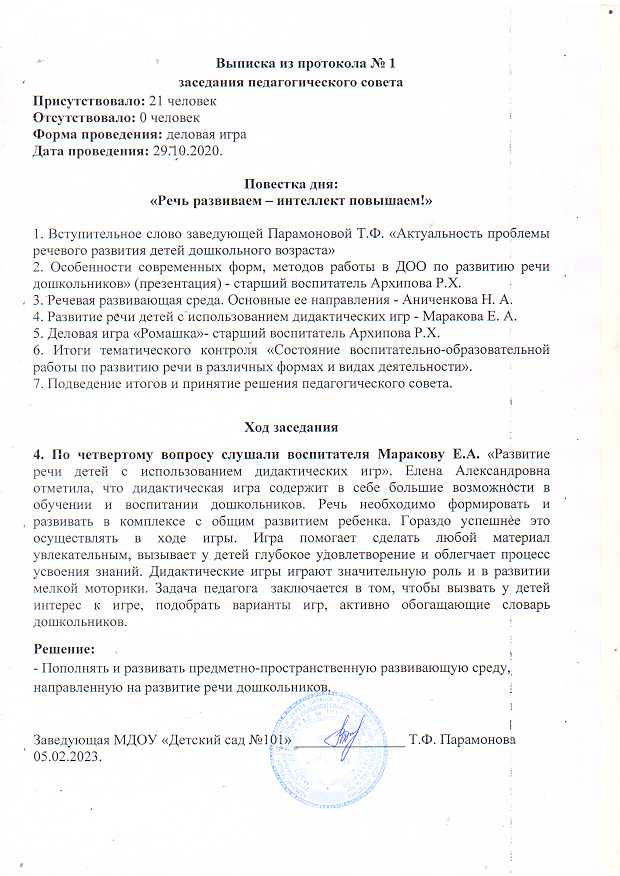 Выписка из протокола № 1
заседания педагогического совета
Присутствовало: 21 человек
Отсутствовало: 0 человек
Форма проведения: деловая игра
Дата проведения: 29.10.2020.
Повестка дня:
«Речь развиваем – интеллект повышаем!»
1. Вступительное слово заведующей Парамоновой Т.Ф. «Актуальность проблемы
речевого развития детей дошкольного возраста»
2. Особенности современных форм, методов работы в ДОО по развитию речи
дошкольников» (презентация) - старший воспитатель Архипова Р.Х.
3. Речевая развивающая среда. Основные ее направления - Аниченкова Н. А.
4. Развитие речи детей с использованием дидактических игр - Маракова Е. А.
5. Деловая игра «Ромашка»- старший воспитатель Архипова Р.Х.
6. Итоги тематического контроля «Состояние воспитательно-образовательной
работы по развитию речи в различных формах и видах деятельности».
7. Подведение итогов и принятие решения педагогического совета.
Ход заседания
4. По четвертому вопросу слушали воспитателя Маракову Е.А. «Развитие
речи детей с использованием дидактических игр». Елена Александровна
отметила, что дидактическая игра содержит в себе большие возможности в
обучении и воспитании дошкольников. Речь необходимо формировать и
развивать в комплексе с общим развитием ребенка. Гораздо успешнее это
осуществлять в ходе игры. Игра помогает сделать любой материал
увлекательным, вызывает у детей глубокое удовлетворение и облегчает процесс
усвоения знаний. Дидактические игры играют значительную роль и в развитии
мелкой моторики. Задача педагога заключается в том, чтобы вызвать у детей
интерес к игре, подобрать варианты игр, активно обогащающие словарь
дошкольников.
Решение:
- Пополнять и развивать предметно-пространственную развивающую среду,
направленную на развитие речи дошкольников.
Заведующая МДОУ «Детский сад №101» ________________ Т.Ф. Парамонова
05.02.2023.